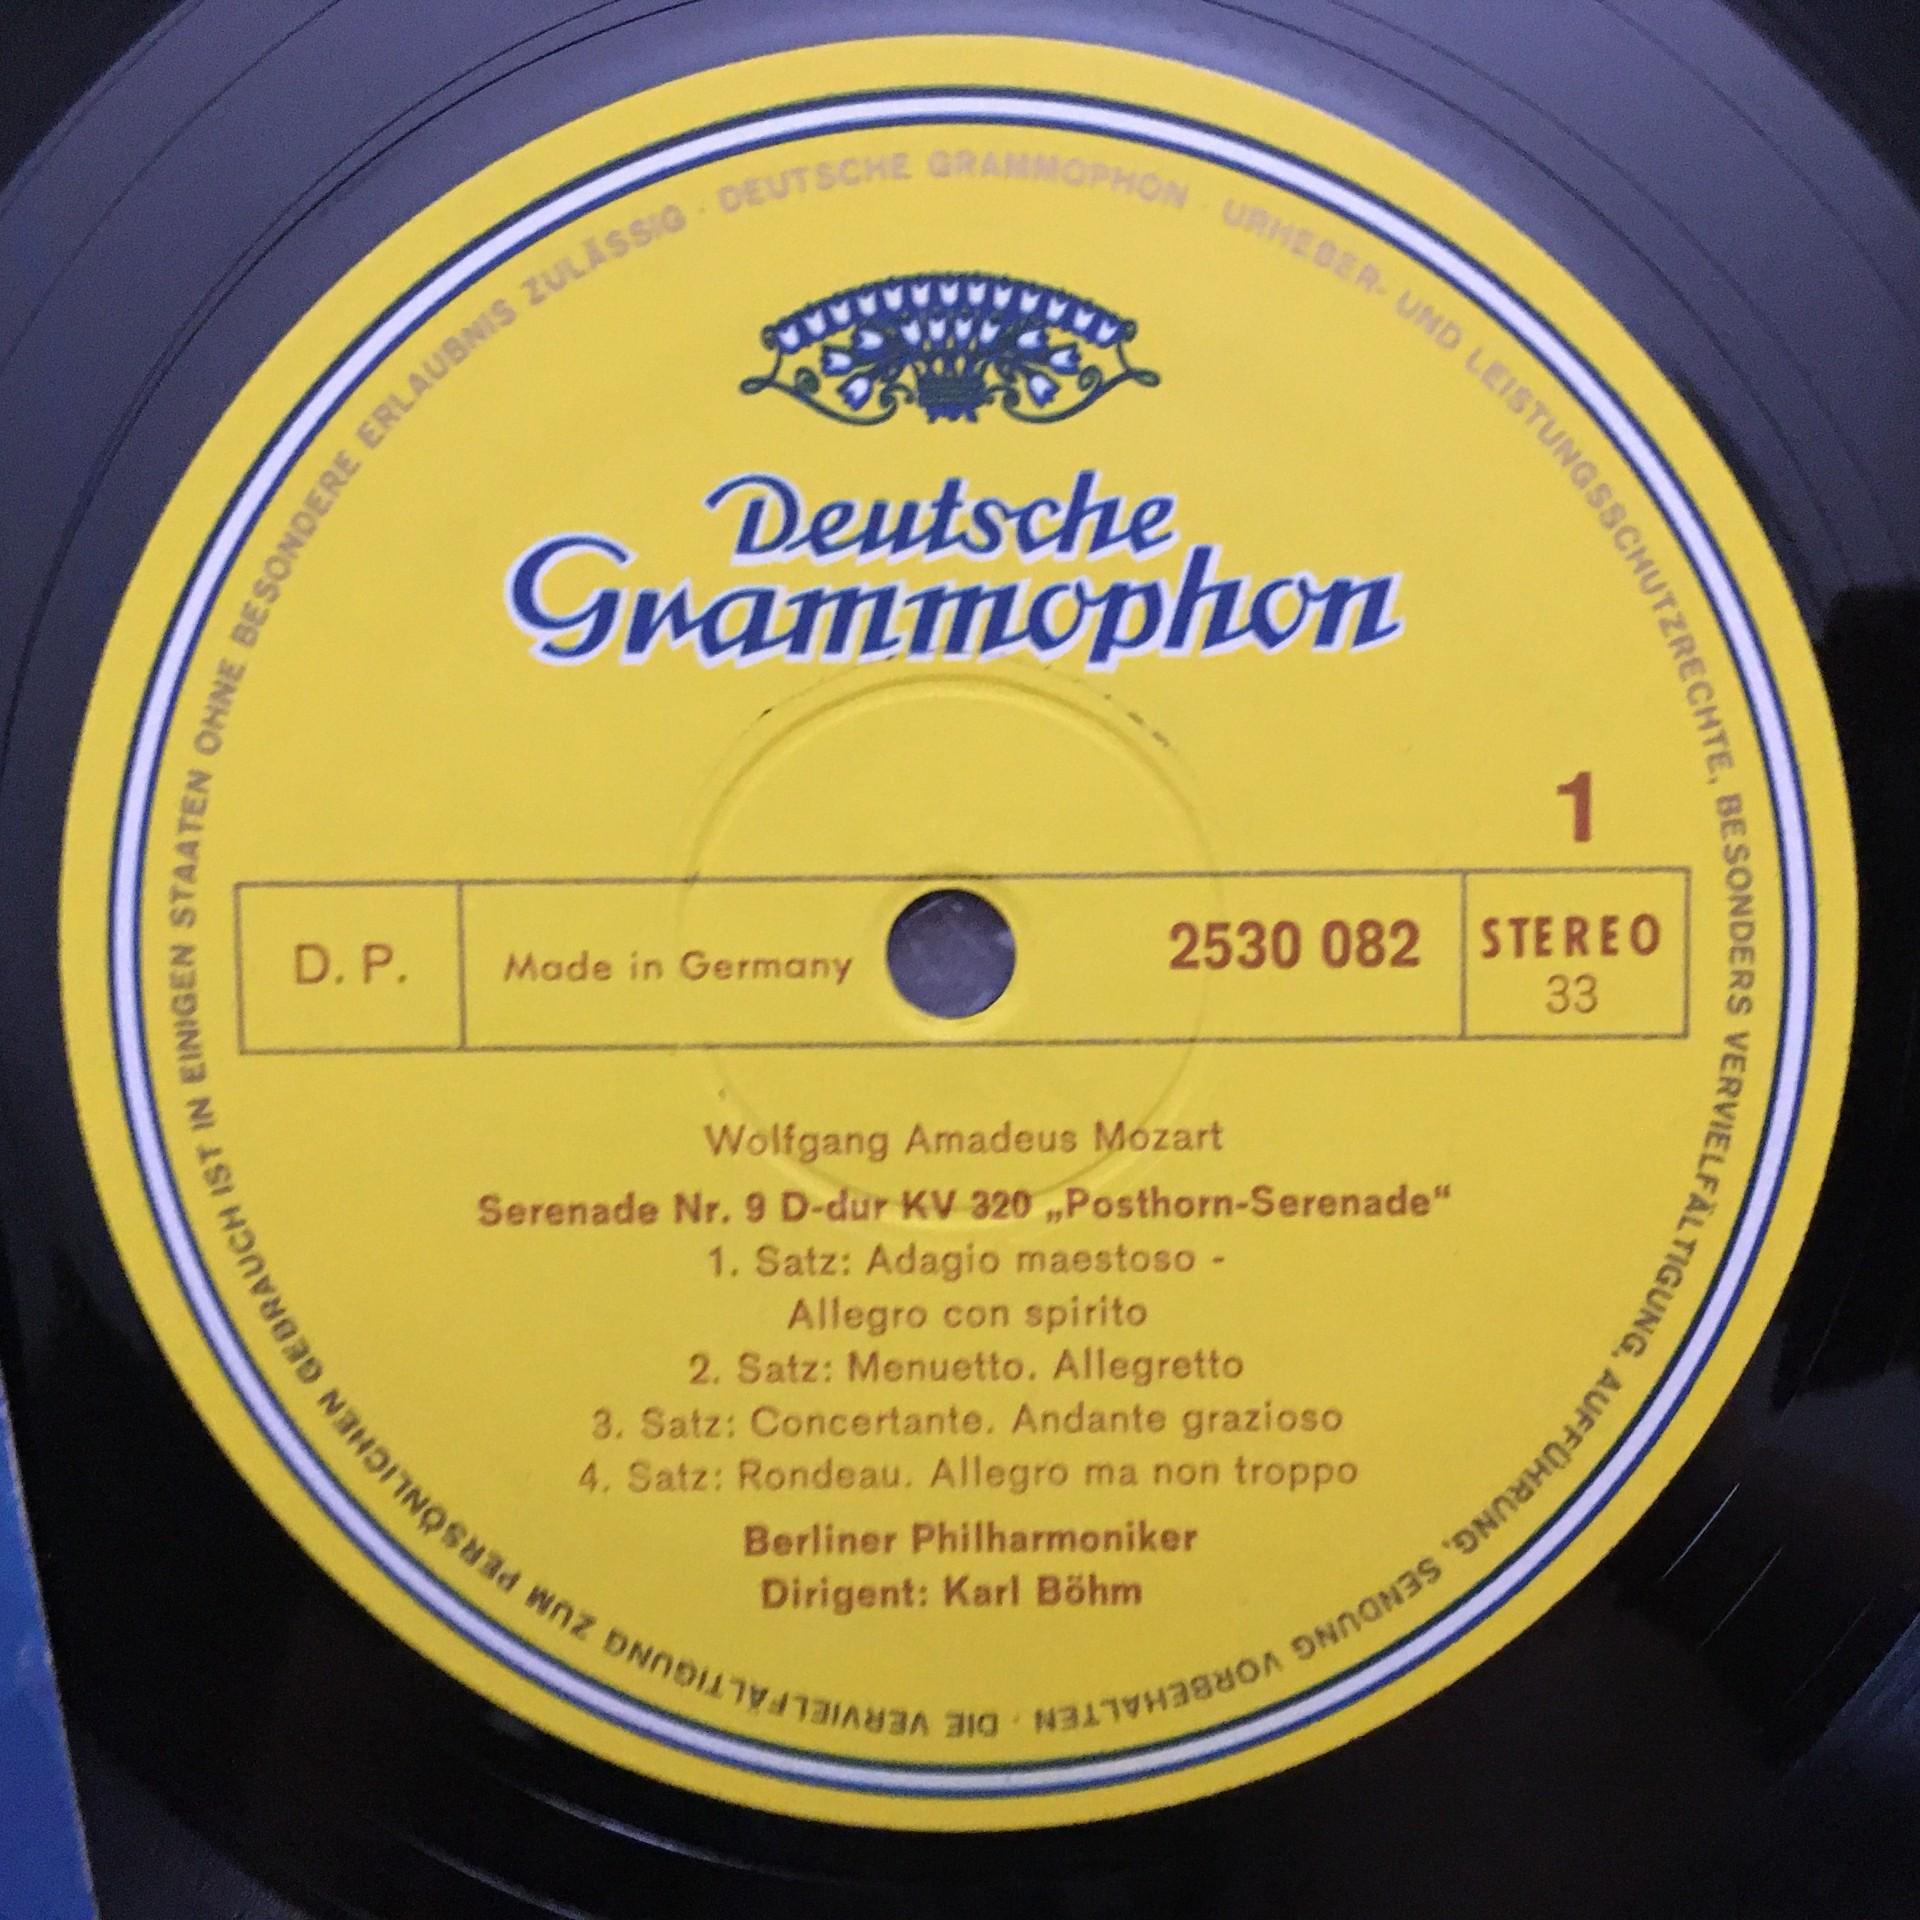 DEUTSCHE GRAMMOPHON · URHEBER- UND LEISTUNGSSCHUTZRECHTE, BESONDERS VERVIELFÄLTIGUNG, AUFFÜHRUNG, SENDUNG VORBEHALTEN · DIE VERVIELFÄLTIGUNG ZUM PERSÖNLICHEN GEBRAUCH IST IN EINIGEN STAATEN OHNE BESONDERE ERLAUBNIS ZULÄSSIG ·
Deutsche
Grammophon
1
D. P.
Made in Germany
2530 082
STEREO
33
Wolfgang Amadeus Mozart
Serenade Nr. 9 D-dur KV 320 „Posthorn-Serenade“
1. Satz: Adagio maestoso -
Allegro con spirito
2. Satz: Menuetto. Allegretto
3. Satz: Concertante. Andante grazioso
4. Satz: Rondeau. Allegro ma non troppo
Berliner Philharmoniker
Dirigent: Karl Böhm